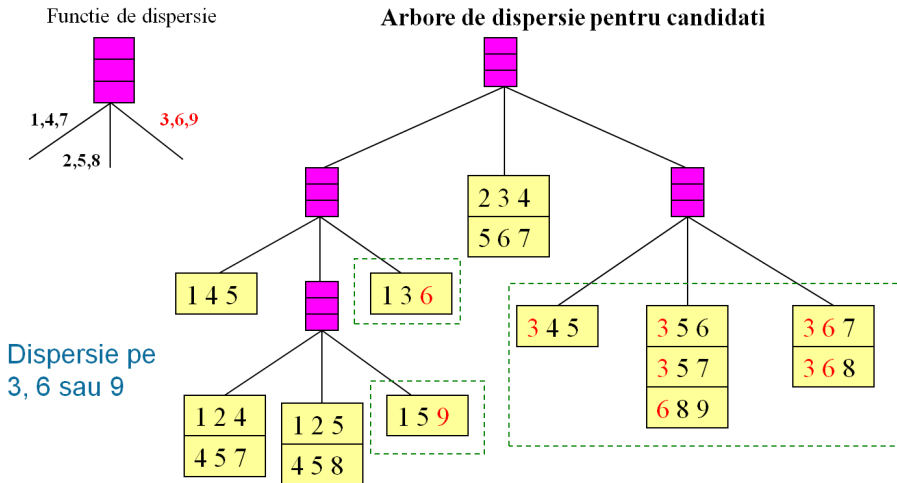 Functie de dispersie
Arbore de dispersie pentru candidati
1,4,7
3,6,9
2,5,8
2 3 4
5 6 7
1 4 5
1 3 6
3 4 5
3 5 6
3 6 7
3 5 7
3 6 8
6 8 9
Dispersie pe
3, 6 sau 9
1 2 4
1 2 5
1 5 9
4 5 7
4 5 8